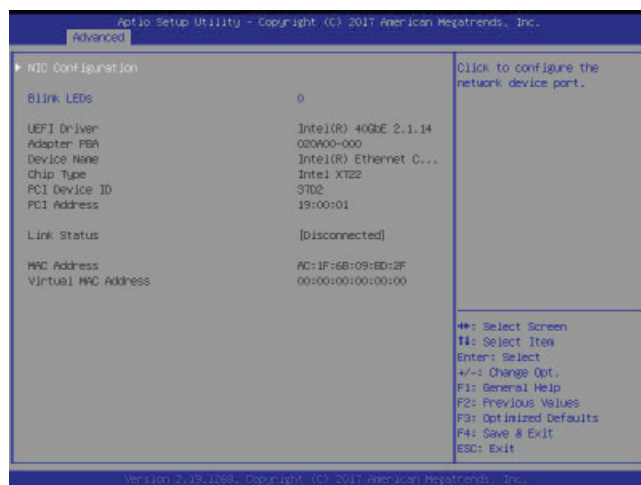 Aptio Setup Utility - Copyright (C) 2017 American Megatrends, Inc.
Advanced
NIC Configuration
Blink LEDs 0
UEFI Driver Intel(R) 40GbE 2.1.14
Adapter PBA 020A00-000
Device Name Intel(R) Ethernet C...
Chip Type Intel X722
PCI Device ID 37D2
PCI Address 19:00:01
Link Status [Disconnected]
MAC Address AC:1F:6B:09:BD:2F
Virtual MAC Address 00:00:00:00:00:00
Click to configure the
network device port.
↔: Select Screen
↑↓: Select Item
Enter: Select
+/-: Change Opt.
F1: General Help
F2: Previous Values
F3: Optimized Defaults
F4: Save & Exit
ESC: Exit
Version 2.19.1268. Copyright (C) 2017 American Megatrends, Inc.